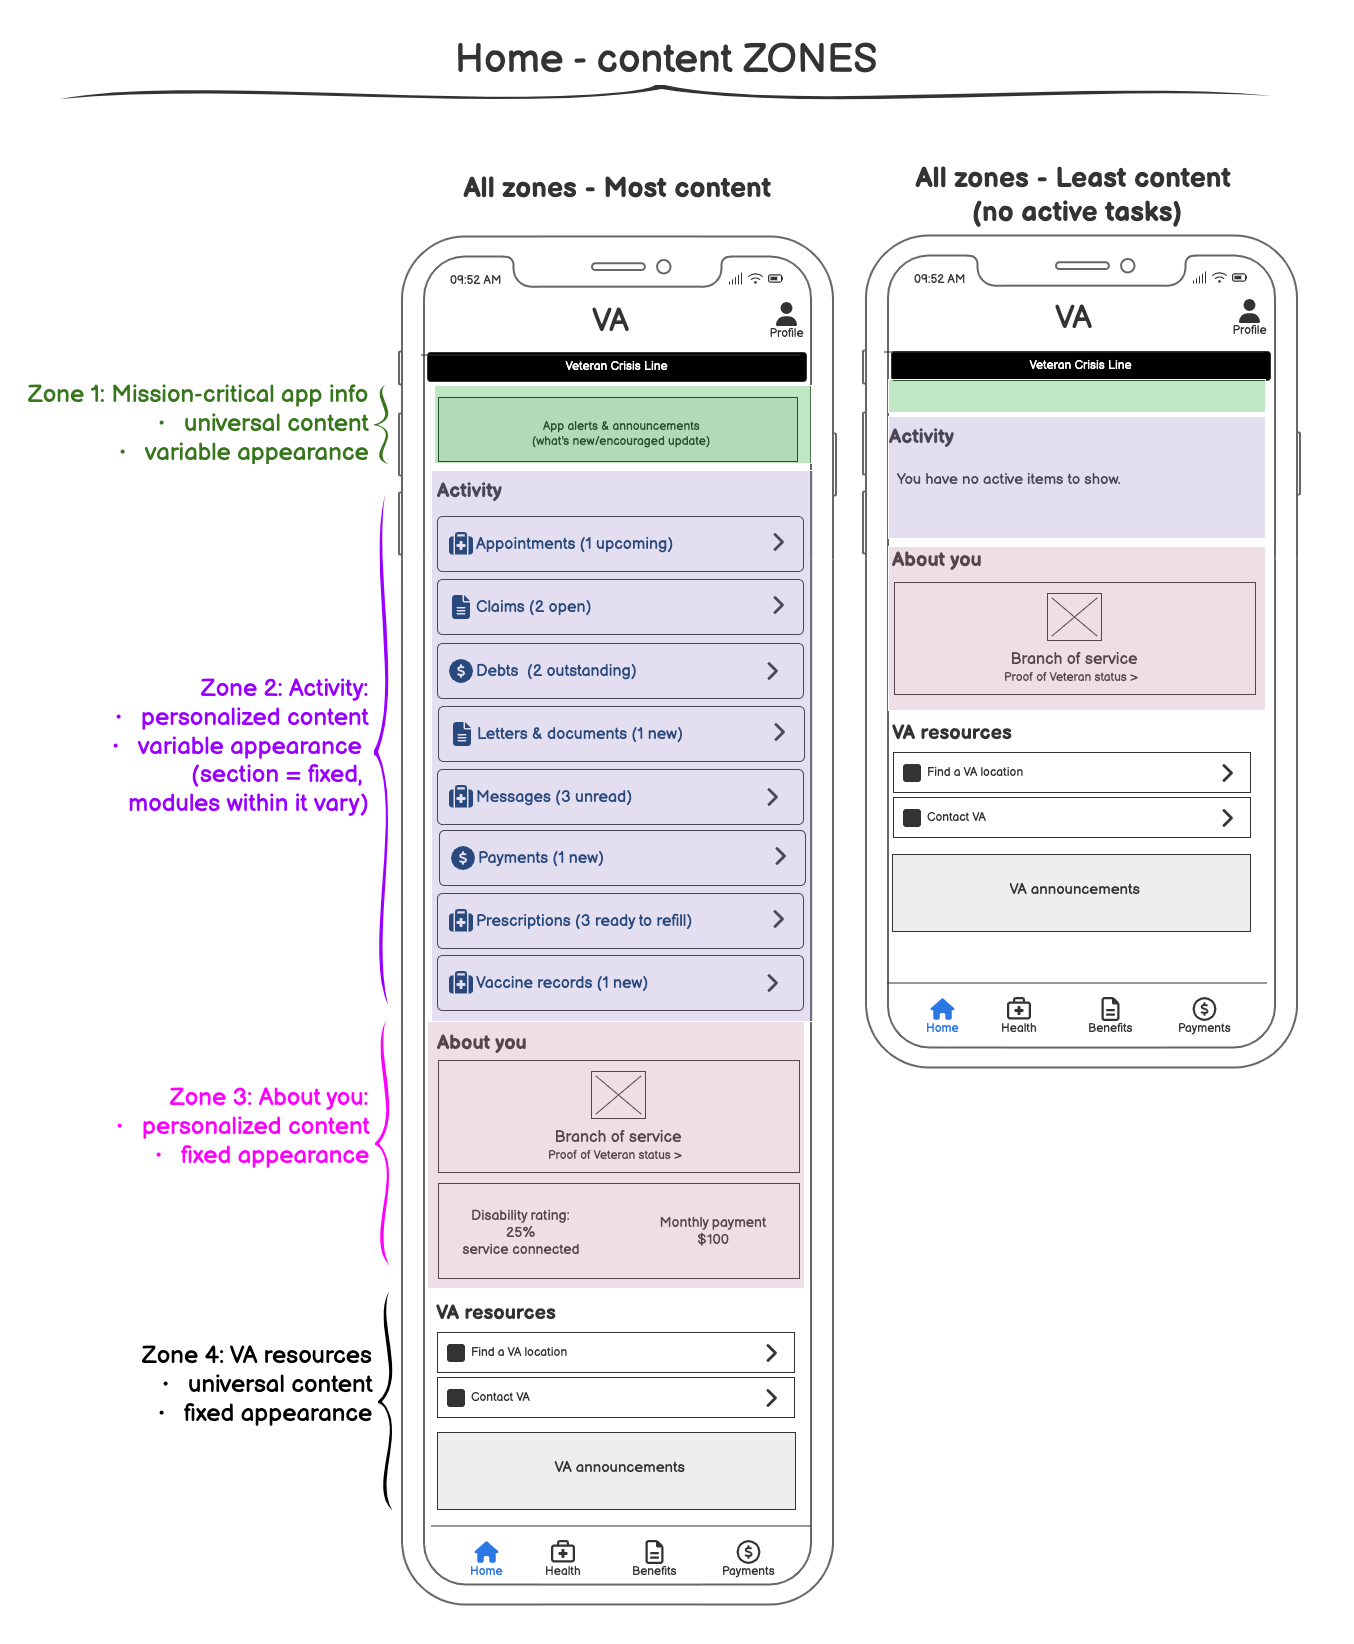 Home - content ZONES
All zones - Most content
09:52 AM
VA
Profile
Veteran Crisis Line
Zone 1: Mission-critical app info
· universal content
· variable appearance
App alerts & announcements
(what's new/encouraged update)
Zone 2: Activity:
· personalized content
· variable appearance
(section = fixed,
modules within it vary)
Activity
Appointments (1 upcoming)
Claims (2 open)
$ Debts (2 outstanding)
Letters & documents (1 new)
Messages (3 unread)
$ Payments (1 new)
Prescriptions (3 ready to refill)
Vaccine records (1 new)
Zone 3: About you:
· personalized content
· fixed appearance
About you
Branch of service
Proof of Veteran status >
Disability rating:
25%
service connected
Monthly payment
$100
Zone 4: VA resources
· universal content
· fixed appearance
VA resources
Find a VA location
Contact VA
VA announcements
Home
Health
Benefits
$
Payments
All zones - Least content
(no active tasks)
09:52 AM
VA
Profile
Veteran Crisis Line
Activity
You have no active items to show.
About you
Branch of service
Proof of Veteran status >
VA resources
Find a VA location
Contact VA
VA announcements
Home
Health
Benefits
$
Payments